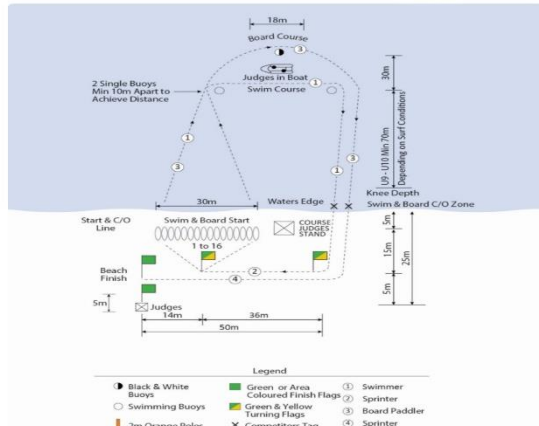 18m
Board Course
3
Judges in Boat
1
2 Single Buoys
Min 10m Apart to
Achieve Distance
Swim Course
30m
U9 - U10 Min 70m
Depending on Surf Conditions
1
3
1
3
30m
Knee Depth
Waters Edge
Swim & Board C/O Zone
Start & C/O
Line
Swim & Board Start
COURSE
JUDGES
STAND
5m
1 to 16
15m
25m
Beach
Finish
2
4
5m
5m
Judges
14m
36m
50m
Legend
Black & White
Buoys
Green or Area
Coloured Finish Flags
1 Swimmer
2 Sprinter
Swimming Buoys
Green & Yellow
Turning Flags
3 Board Paddler
2m Orange Poles
Competitors Tag
4 Sprinter